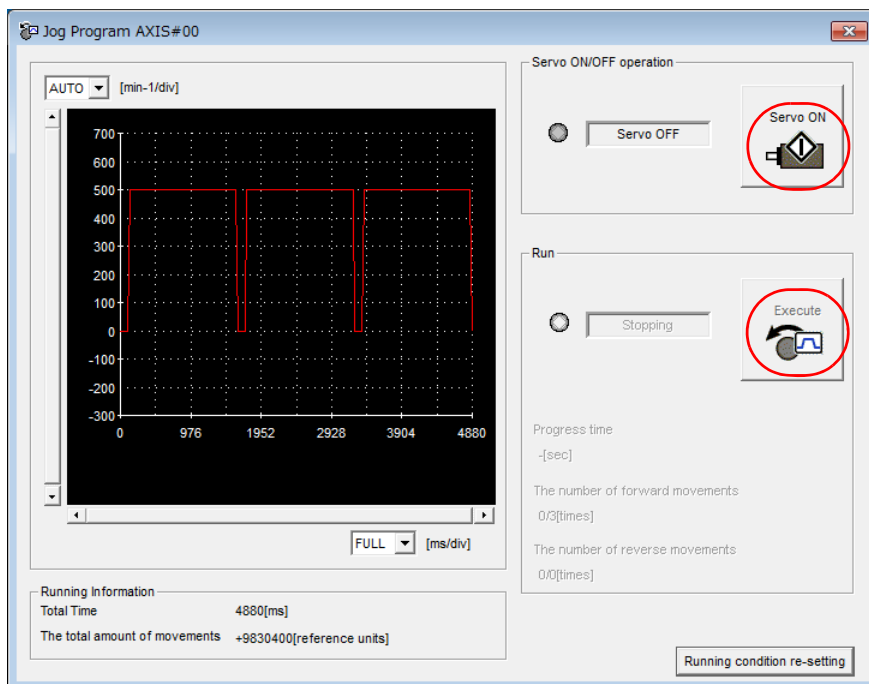 Jog Program AXIS#00
AUTO [min-1/div]
700
600
500
400
300
200
100
0
-100
-200
-300
0 976 1952 2928 3904 4880
FULL [ms/div]
Running Information
Total Time 4880[ms]
The total amount of movements +9830400[reference units]
Servo ON/OFF operation
Servo OFF
Servo ON
Run
Stopping
Execute
Progress time
-[sec]
The number of forward movements
0/3[times]
The number of reverse movements
0/0[times]
Running condition re-setting